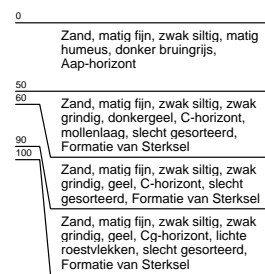 0
Zand, matig fijn, zwak siltig, matig
humeus, donker bruingrijs,
Aap-horizont
50
60
Zand, matig fijn, zwak siltig, zwak
grindig, donkergeel, C-horizont,
mollenlaag, slecht gesorteerd,
Formatie van Sterksel
90
100
Zand, matig fijn, zwak siltig, zwak
grindig, geel, C-horizont, slecht
gesorteerd, Formatie van Sterksel
Zand, matig fijn, zwak siltig, zwak
grindig, geel, Cg-horizont, lichte
roestvlekken, slecht gesorteerd,
Formatie van Sterksel